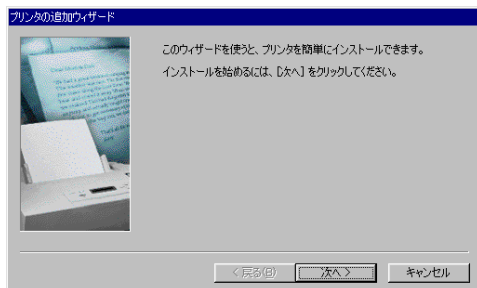 プリンタの追加ウィザード
このウィザードを使うと、プリンタを簡単にインストールできます。
インストールを始めるには、[次へ] をクリックしてください。
< 戻る(B)
次へ >
キャンセル